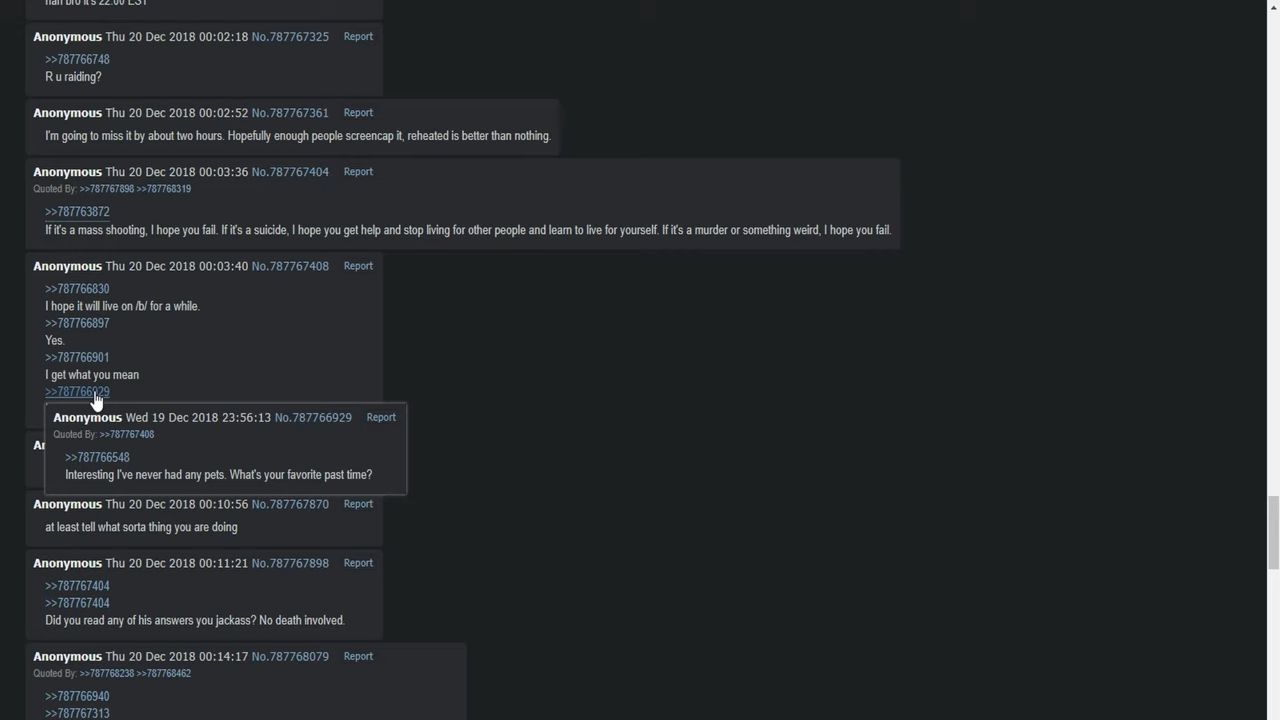 nah bro it's 22:00 EST
Anonymous Thu 20 Dec 2018 00:02:18 No.787767325 Report
>>787766748
R u raiding?
Anonymous Thu 20 Dec 2018 00:02:52 No.787767361 Report
I'm going to miss it by about two hours. Hopefully enough people screencap it, reheated is better than nothing.
Anonymous Thu 20 Dec 2018 00:03:36 No.787767404 Report
Quoted By: >>787767898 >>787768319
>>787763872
If it's a mass shooting, I hope you fail. If it's a suicide, I hope you get help and stop living for other people and learn to live for yourself. If it's a murder or something weird, I hope you fail.
Anonymous Thu 20 Dec 2018 00:03:40 No.787767408 Report
>>787766830
I hope it will live on /b/ for a while.
>>787766897
Yes.
>>787766901
I get what you mean
>>787766929
Anonymous Wed 19 Dec 2018 23:56:13 No.787766929 Report
Quoted By: >>787767408
>>787766548
Interesting I've never had any pets. What's your favorite past time?
An
Anonymous Thu 20 Dec 2018 00:10:56 No.787767870 Report
at least tell what sorta thing you are doing
Anonymous Thu 20 Dec 2018 00:11:21 No.787767898 Report
>>787767404
>>787767404
Did you read any of his answers you jackass? No death involved.
Anonymous Thu 20 Dec 2018 00:14:17 No.787768079 Report
Quoted By: >>787768238 >>787768462
>>787766940
>>787767313